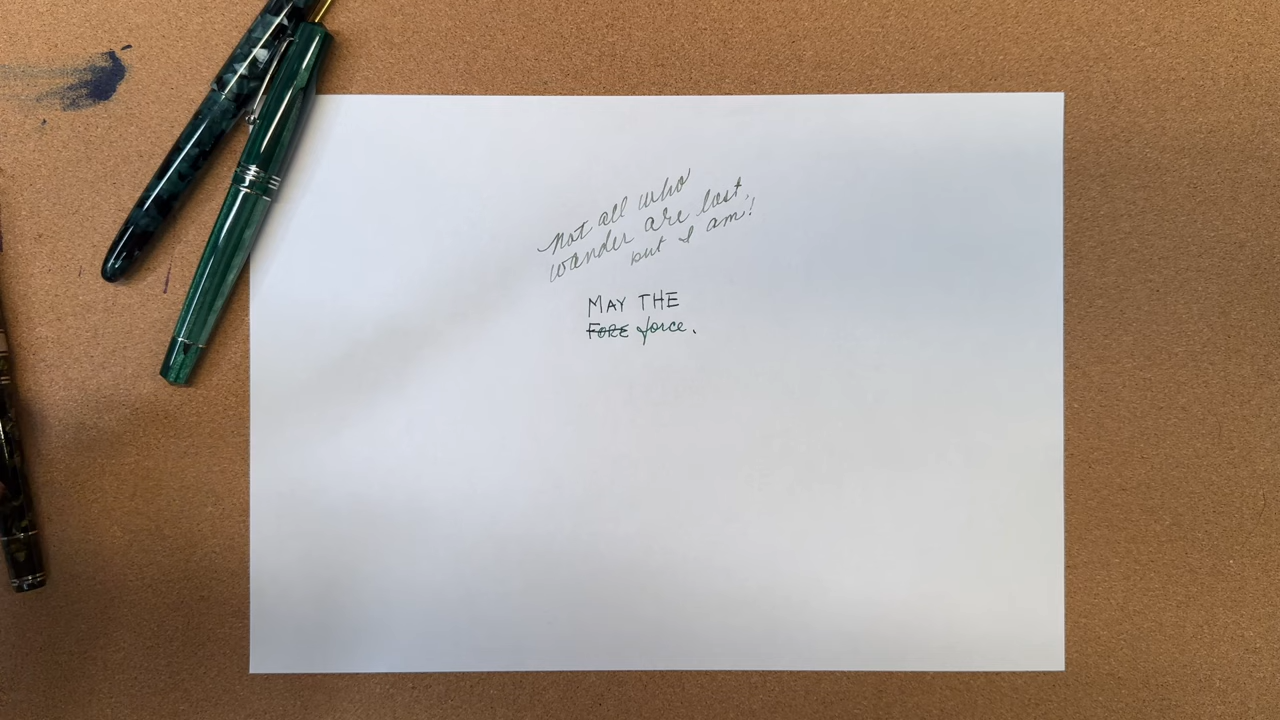 not all who
wander are lost,
but I am!
MAY THE
FORE force.